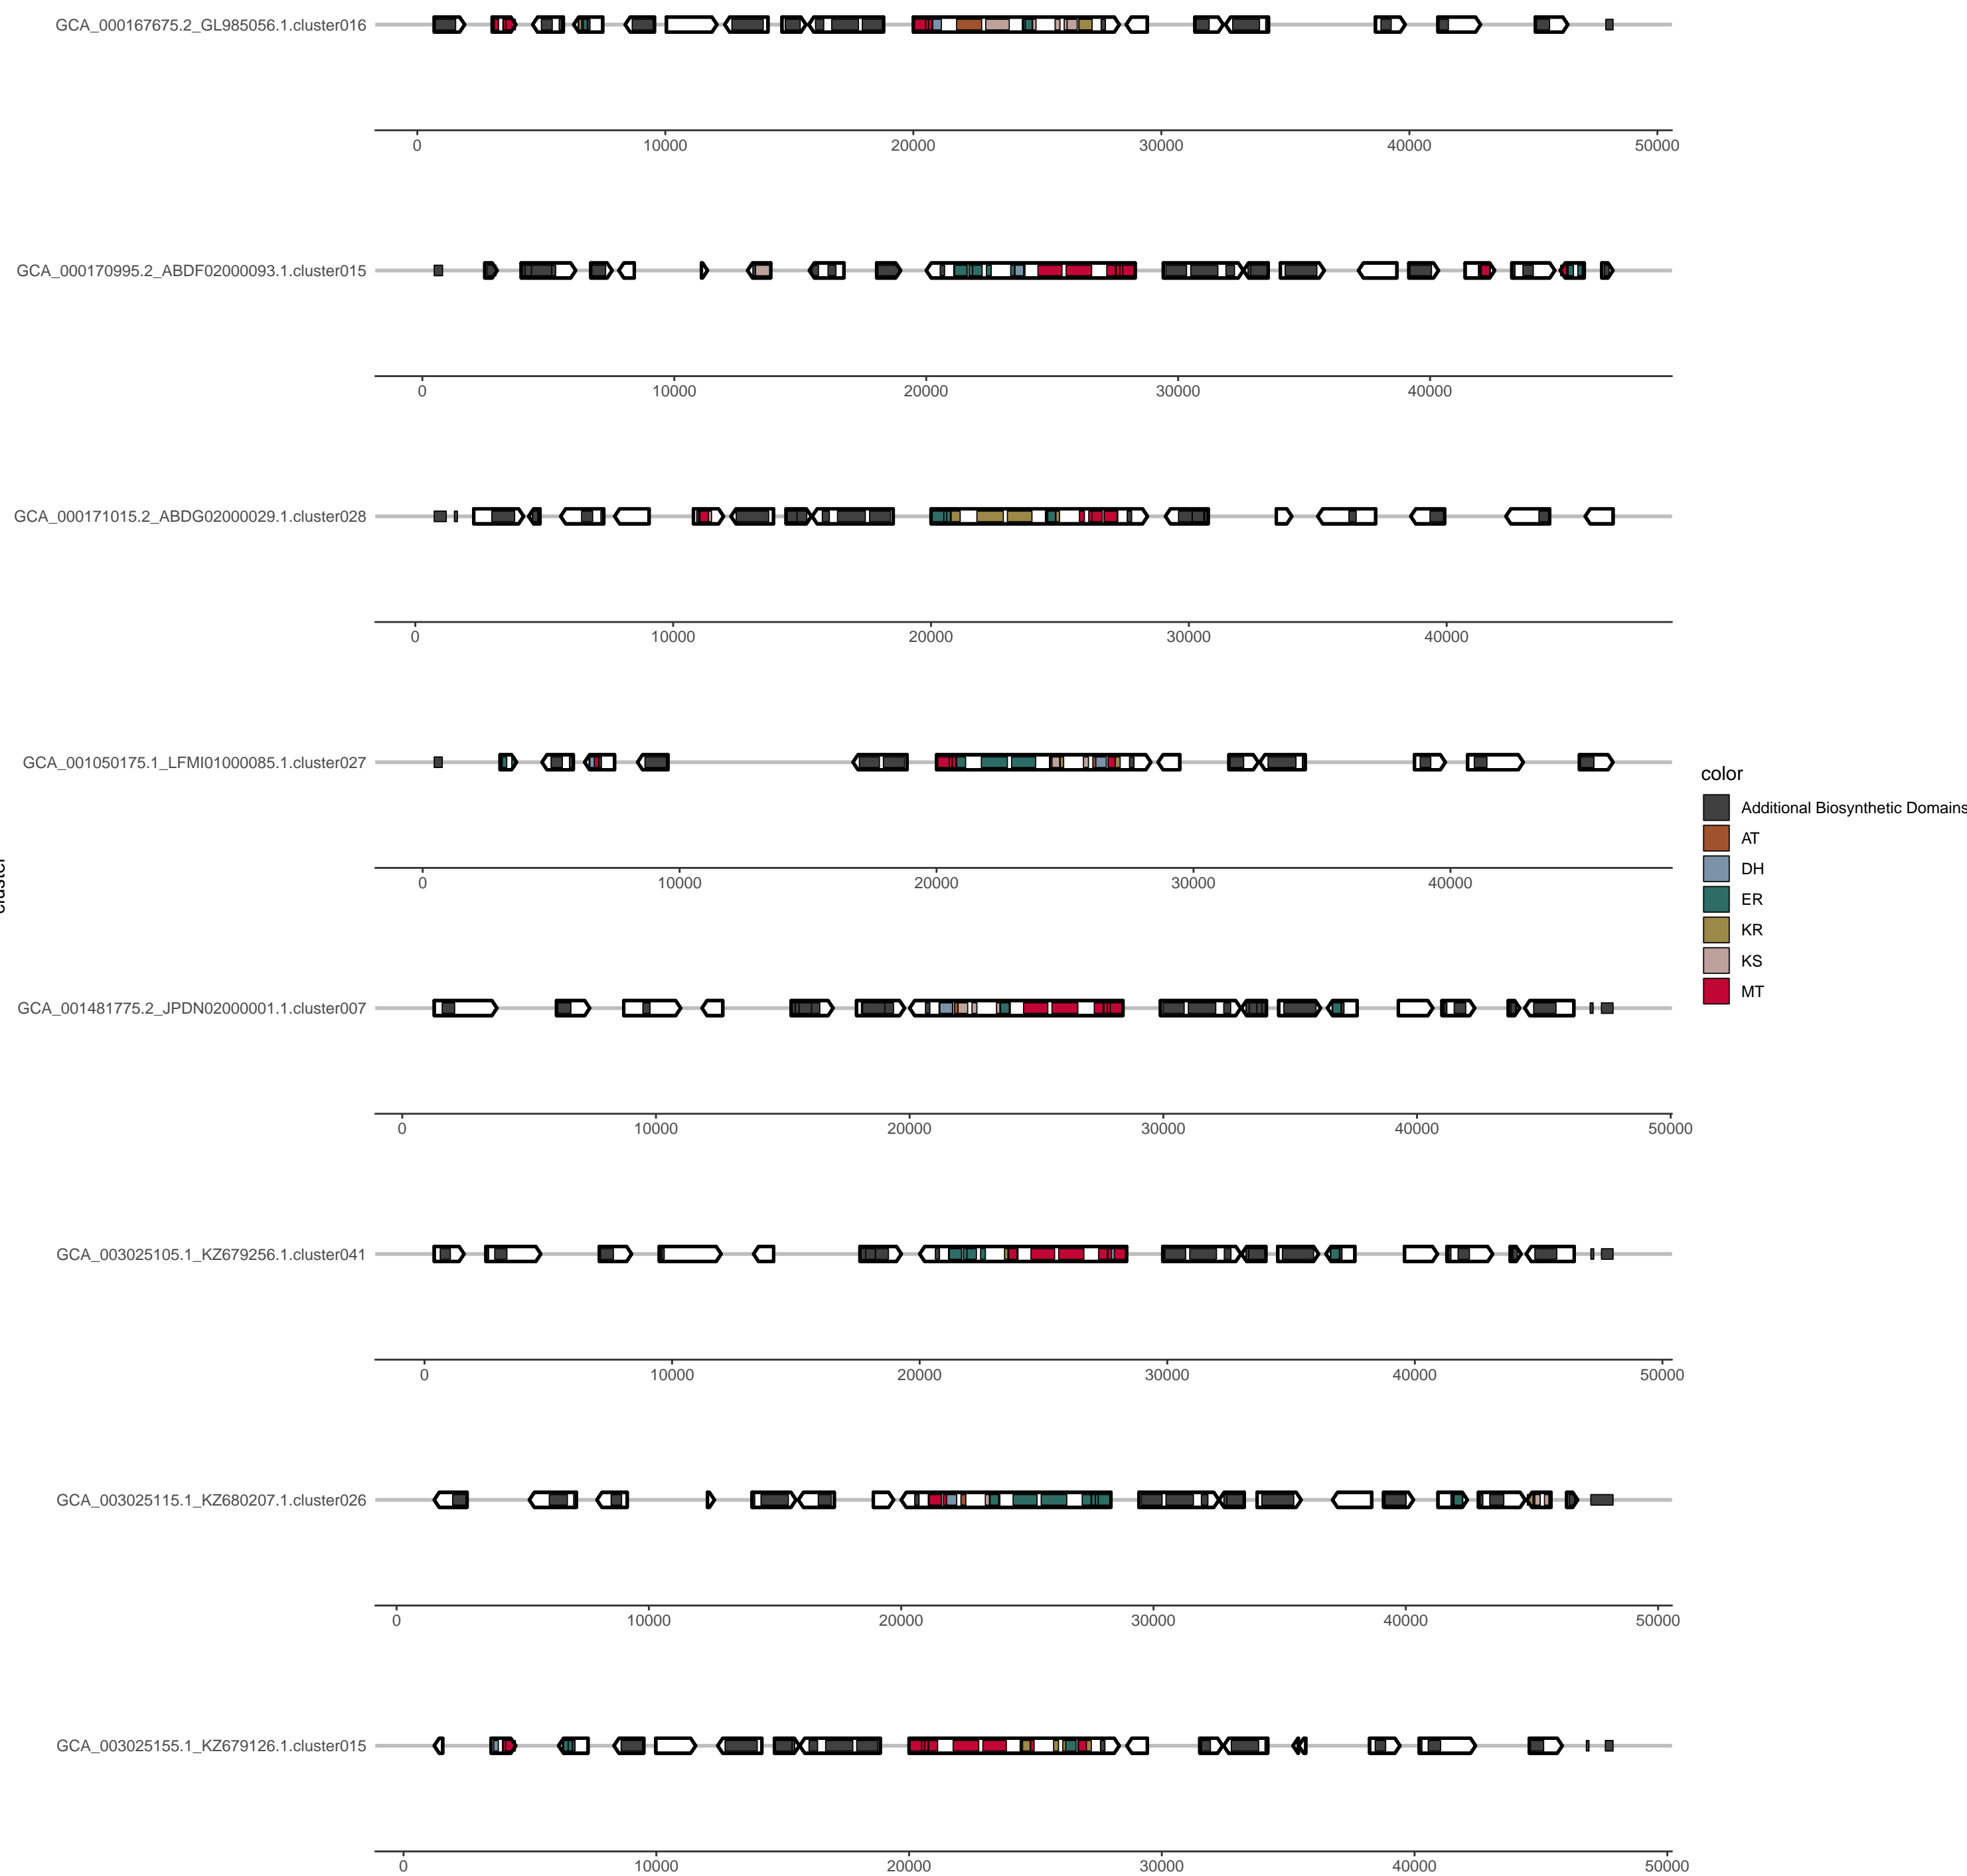 GCA_000167675.2_GL985056.1.cluster016
0 10000 20000 30000 40000 50000
GCA_000170995.2_ABDF02000093.1.cluster015
0 10000 20000 30000 40000
GCA_000171015.2_ABDG02000029.1.cluster028
0 10000 20000 30000 40000
GCA_001050175.1_LFMI01000085.1.cluster027
0 10000 20000 30000 40000
color
Additional Biosynthetic Domains
AT
DH
ER
KR
KS
MT
cluster
GCA_001481775.2_JPDN02000001.1.cluster007
0 10000 20000 30000 40000 50000
GCA_003025105.1_KZ679256.1.cluster041
0 10000 20000 30000 40000 50000
GCA_003025115.1_KZ680207.1.cluster026
0 10000 20000 30000 40000 50000
GCA_003025155.1_KZ679126.1.cluster015
0 10000 20000 30000 40000 50000